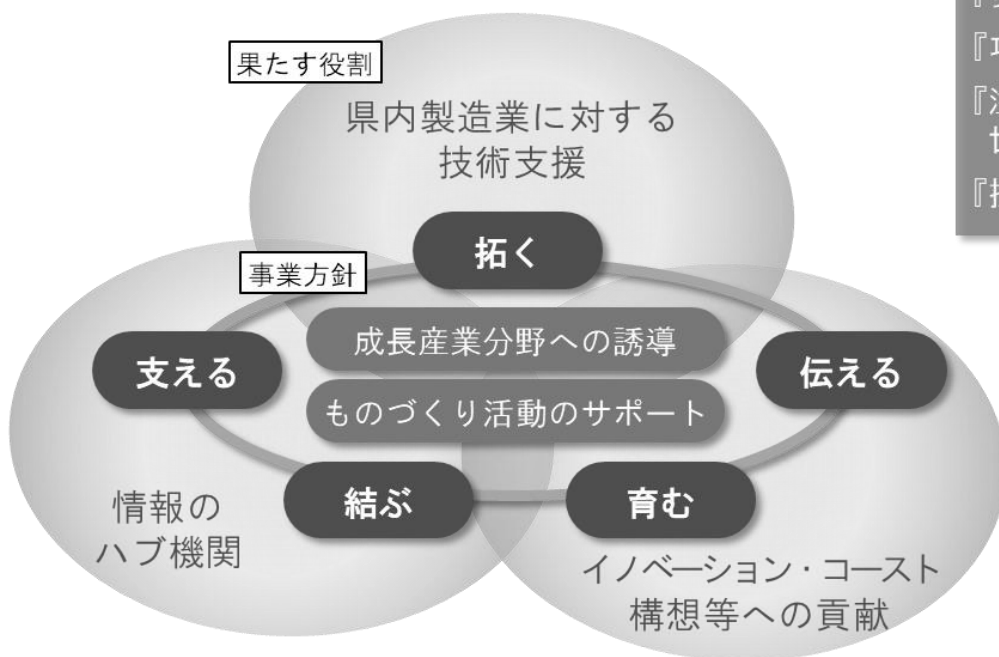 果たす役割
県内製造業に対する
技術支援
拓く
事業方針
成長産業分野への誘導
支える
伝える
ものづくり活動のサポート
結ぶ
育む
情報の
ハブ機関
イノベーション・コースト
構想等への貢献